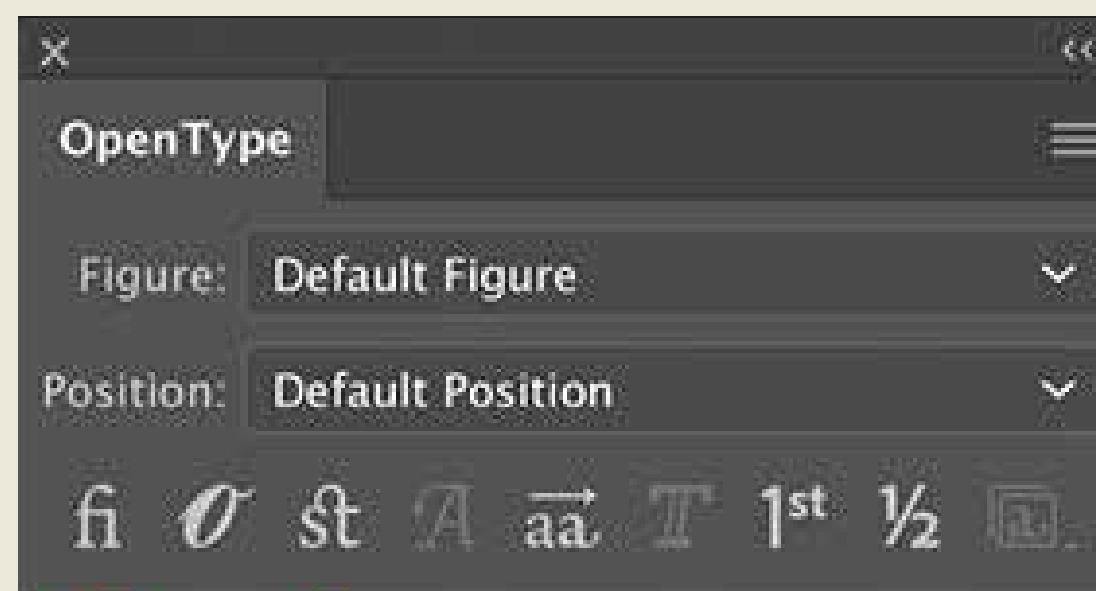 OpenType
Figure: Default Figure
Position: Default Position
fi O st A aa T 1st ½ a